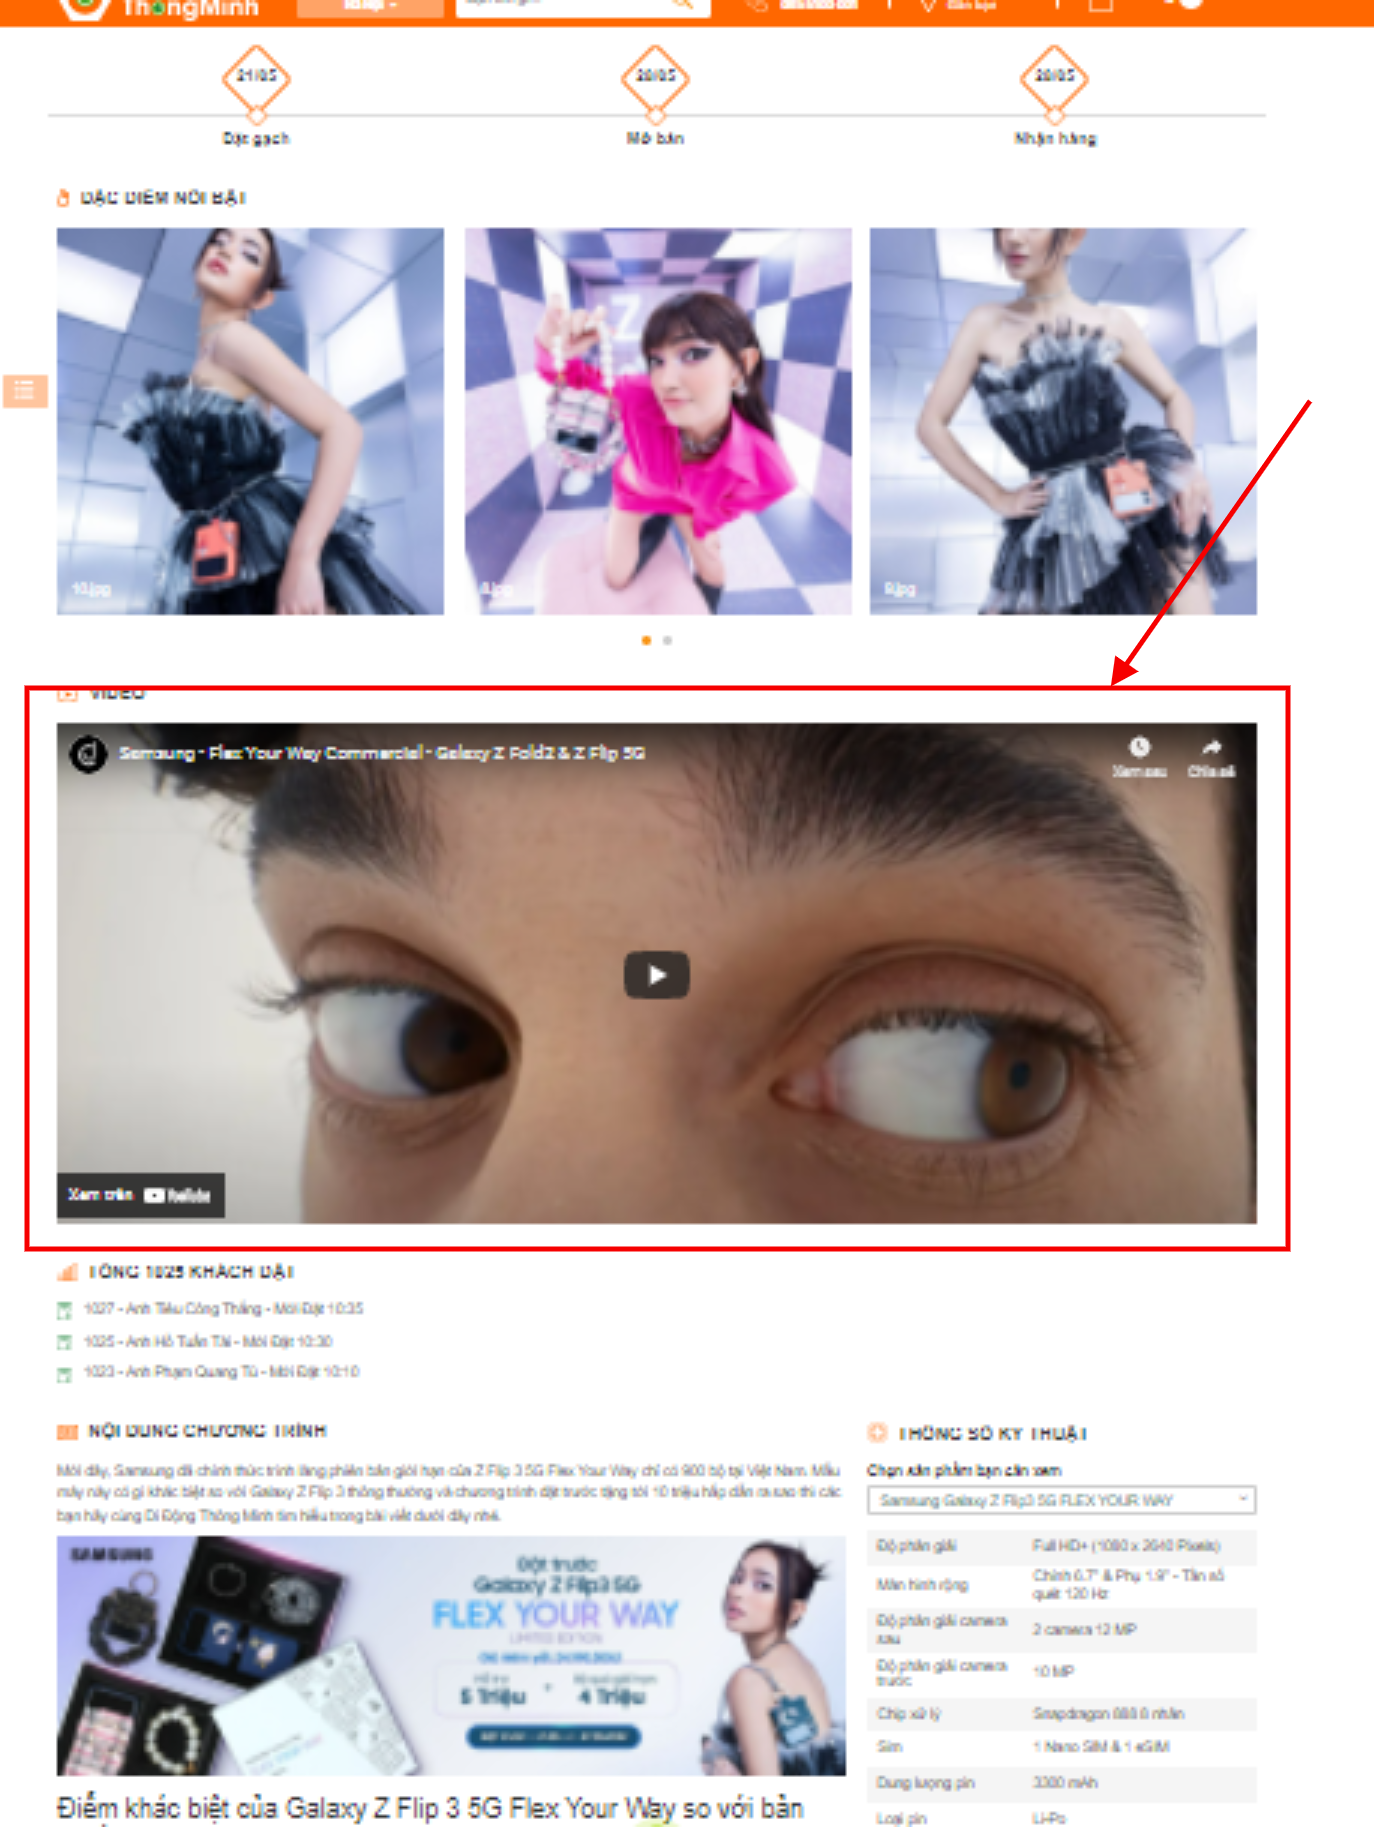 ThôngMinh
21/05
Đặt gạch
Mở bán
Nhận hàng
ĐẶC ĐIỂM NỔI BẬT
10.jpg
8.jpg
9.jpg
VIDEO
Samsung - Flex Your Way Commercial - Galaxy Z Fold2 & Z Flip 5G
Xem sau
Chia sẻ
Xem trên YouTube
TỔNG 1025 KHÁCH ĐẶT
1027 - Anh Tiêu Công Thắng - Mới Đặt 10:35
1025 - Anh Hồ Tuấn Tài - Mới Đặt 10:30
1023 - Anh Phạm Quang Tú - Mới Đặt 10:10
NỘI DUNG CHƯƠNG TRÌNH
Mới đây, Samsung đã chính thức trình làng phiên bản giới hạn của Z Flip 3 5G Flex Your Way chỉ có 900 bộ tại Việt Nam. Mẫu
máy này có gì khác biệt so với Galaxy Z Flip 3 thông thường và chương trình đặt trước tặng tới 10 triệu hấp dẫn ra sao thì các
bạn hãy cùng Di Động Thông Minh tìm hiểu trong bài viết dưới đây nhé.
SAMSUNG
Đặt trước
Galaxy Z Flip3 5G
FLEX YOUR WAY
LIMITED EDITION
5 Triệu
+
4 Triệu
Điểm khác biệt của Galaxy Z Flip 3 5G Flex Your Way so với bản
THÔNG SỐ KỸ THUẬT
Chọn sản phẩm bạn cần xem
Samsung Galaxy Z Flip3 5G FLEX YOUR WAY
Độ phân giải
Full HD+ (1080 x 2640 Pixels)
Màn hình rộng
Chính 6.7" & Phụ 1.9" - Tần số
quét 120 Hz
Độ phân giải camera
sau
2 camera 12 MP
Độ phân giải camera
trước
10 MP
Chip xử lý
Snapdragon 888 8 nhân
Sim
1 Nano SIM & 1 eSIM
Dung lượng pin
3300 mAh
Loại pin
Li-Po